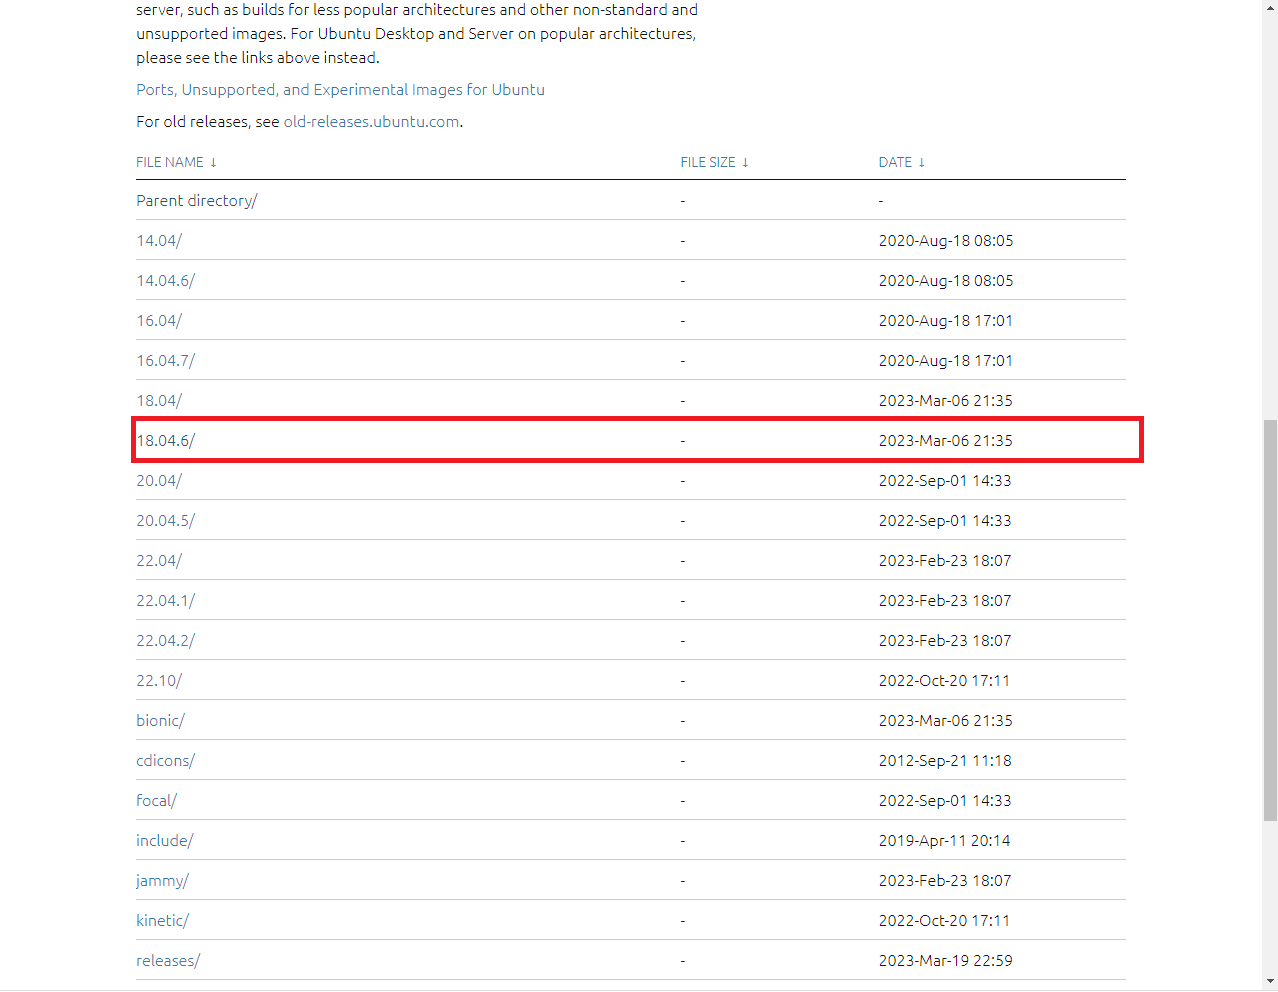 server, such as builds for less popular architectures and other non-standard and
unsupported images. For Ubuntu Desktop and Server on popular architectures,
please see the links above instead.
Ports, Unsupported, and Experimental Images for Ubuntu
For old releases, see old-releases.ubuntu.com.
FILE NAME ↓ FILE SIZE ↓ DATE ↓
Parent directory/ - -
14.04/ - 2020-Aug-18 08:05
14.04.6/ - 2020-Aug-18 08:05
16.04/ - 2020-Aug-18 17:01
16.04.7/ - 2020-Aug-18 17:01
18.04/ - 2023-Mar-06 21:35
18.04.6/ - 2023-Mar-06 21:35
20.04/ - 2022-Sep-01 14:33
20.04.5/ - 2022-Sep-01 14:33
22.04/ - 2023-Feb-23 18:07
22.04.1/ - 2023-Feb-23 18:07
22.04.2/ - 2023-Feb-23 18:07
22.10/ - 2022-Oct-20 17:11
bionic/ - 2023-Mar-06 21:35
cdicons/ - 2012-Sep-21 11:18
focal/ - 2022-Sep-01 14:33
include/ - 2019-Apr-11 20:14
jammy/ - 2023-Feb-23 18:07
kinetic/ - 2022-Oct-20 17:11
releases/ - 2023-Mar-19 22:59